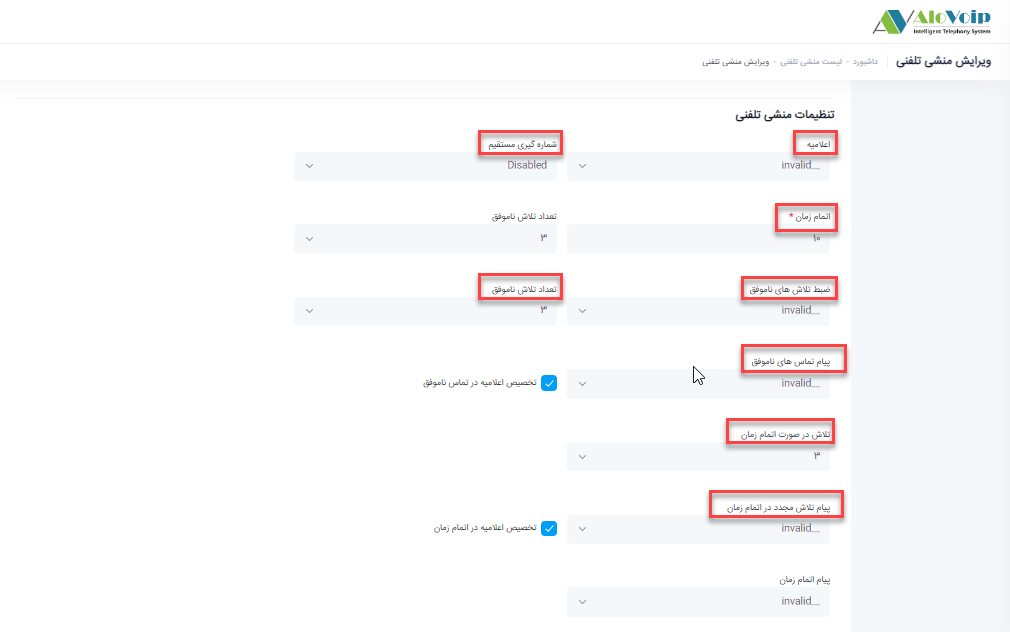 AloVoip
Intelligent Telephony System
ویرایش منشی تلفنی
داشبورد - لیست منشی تلفنی - ویرایش منشی تلفنی
تنظیمات منشی تلفنی
اعلامیه
invalid__
شماره گیری مستقیم
Disabled
اتمام زمان *
۱۰
تعداد تلاش ناموفق
۳
ضبط تلاش های ناموفق
invalid__
تعداد تلاش ناموفق
۳
پیام تماس های ناموفق
invalid__
تخصیص اعلامیه در تماس ناموفق
تلاش در صورت اتمام زمان
۳
پیام تلاش مجدد در اتمام زمان
invalid__
تخصیص اعلامیه در اتمام زمان
پیام اتمام زمان
invalid__